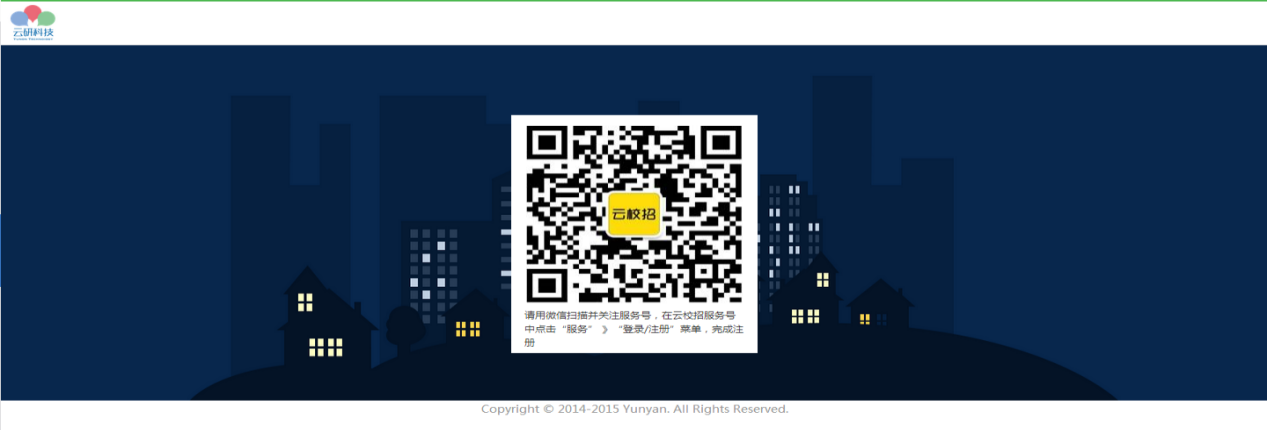 云研科技
云校招
请用微信扫描并关注服务号，在云校招服务号
中点击“服务” 》 “登录/注册” 菜单，完成注
册
Copyright © 2014-2015 Yunyan. All Rights Reserved.